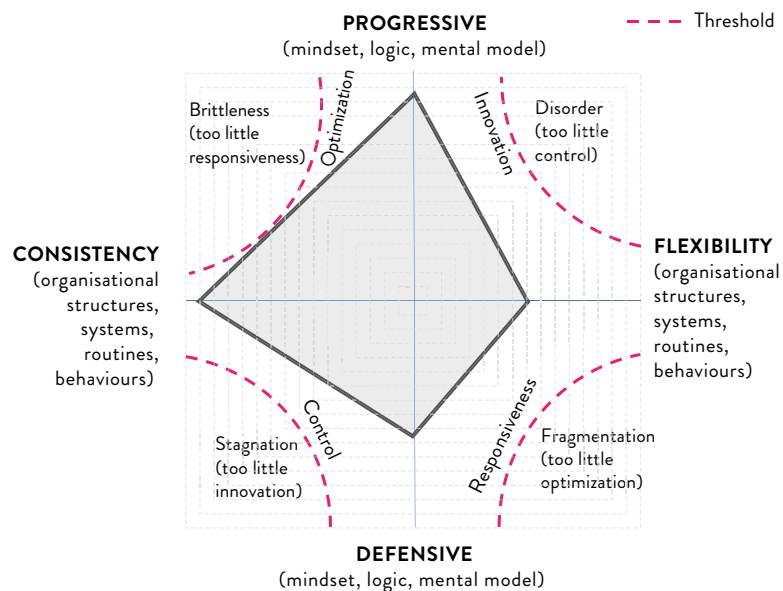 PROGRESSIVE
(mindset, logic, mental model)
Threshold
Brittleness
(too little
responsiveness)
Optimization
Innovation
Disorder
(too little
control)
CONSISTENCY
(organisational
structures,
systems,
routines,
behaviours)
FLEXIBILITY
(organisational
structures,
systems,
routines,
behaviours)
Stagnation
(too little
innovation)
Control
Responsiveness
Fragmentation
(too little
optimization)
DEFENSIVE
(mindset, logic, mental model)